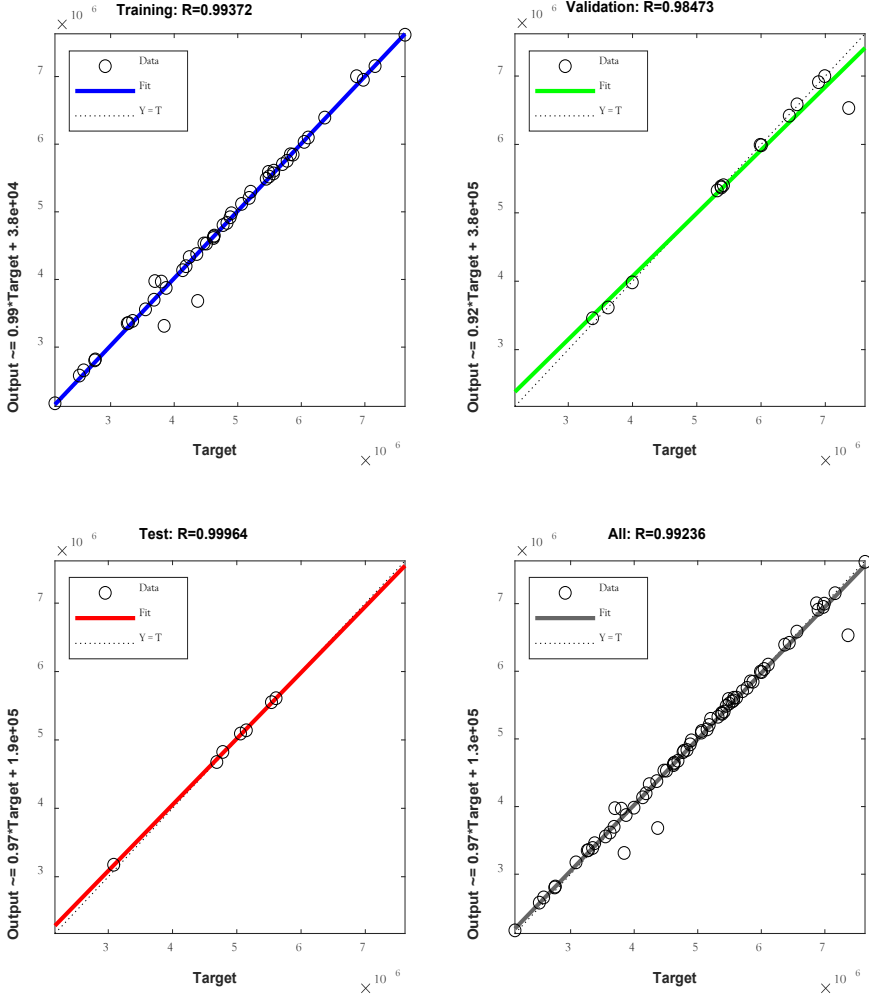 Training: R=0.99372
× 10 6
Data
Fit
Y = T
7
6
5
4
3
Output ~= 0.99*Target + 3.8e+04
3 4 5 6 7
Target
× 10 6
Validation: R=0.98473
× 10 6
Data
Fit
Y = T
7
6
5
4
3
Output ~= 0.92*Target + 3.8e+05
3 4 5 6 7
Target
× 10 6
Test: R=0.99964
× 10 6
Data
Fit
Y = T
7
6
5
4
3
Output ~= 0.97*Target + 1.9e+05
3 4 5 6 7
Target
× 10 6
All: R=0.99236
× 10 6
Data
Fit
Y = T
7
6
5
4
3
Output ~= 0.97*Target + 1.3e+05
3 4 5 6 7
Target
× 10 6